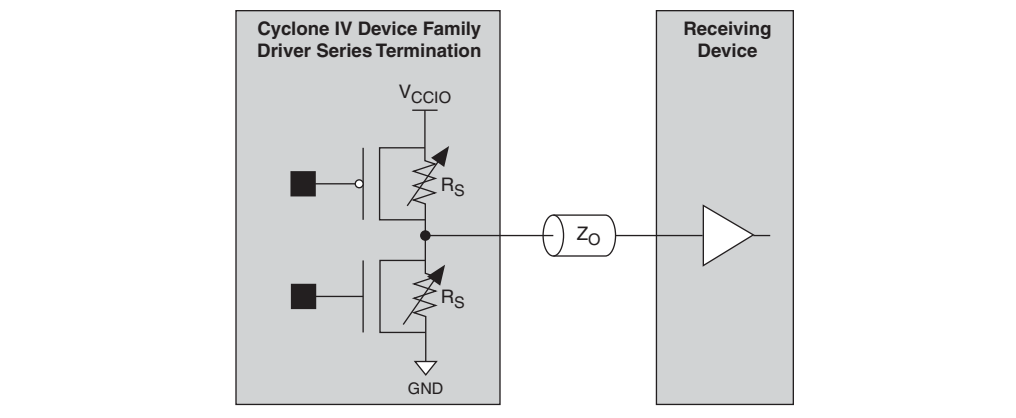 Cyclone IV Device Family
Driver Series Termination
Receiving
Device
VCCIO
RS
ZO
RS
GND